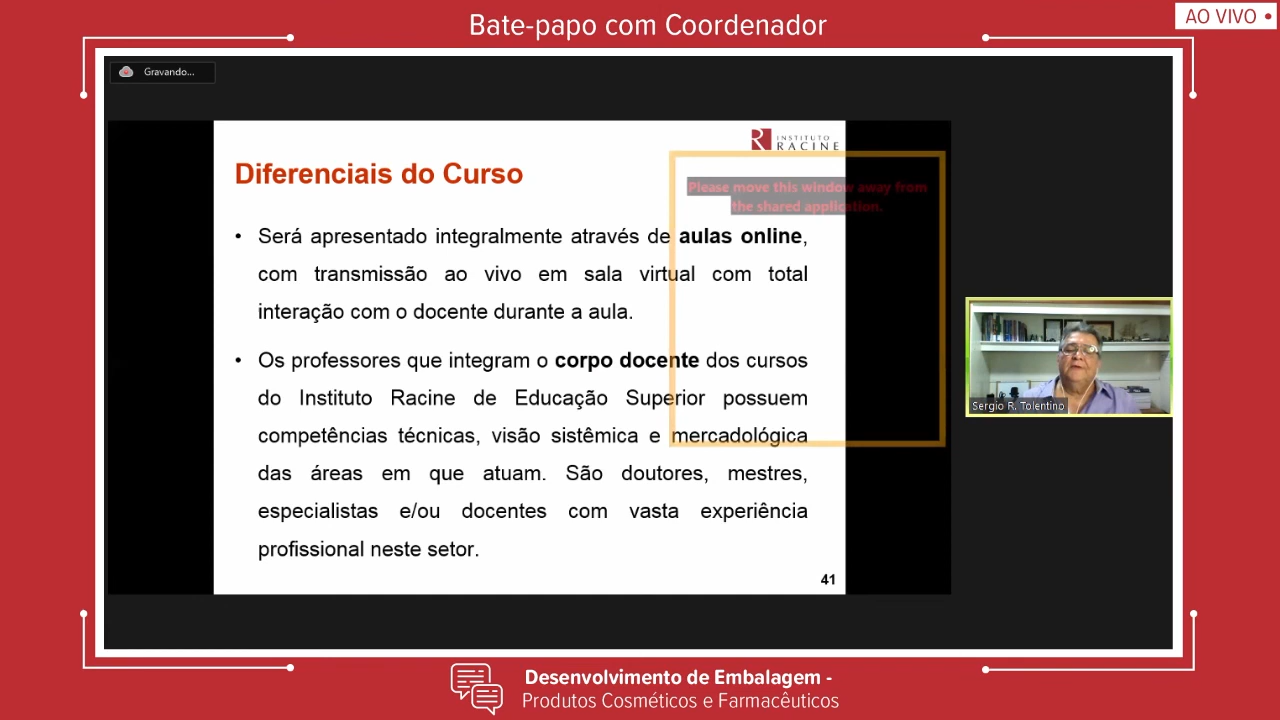 Bate-papo com Coordenador
AO VIVO
Gravando...
INSTITUTO
RACINE
Diferenciais do Curso
Please move this window away from
the shared application.
• Será apresentado integralmente através de aulas online,
com transmissão ao vivo em sala virtual com total
interação com o docente durante a aula.
• Os professores que integram o corpo docente dos cursos
do Instituto Racine de Educação Superior possuem
competências técnicas, visão sistêmica e mercadológica
das áreas em que atuam. São doutores, mestres,
especialistas e/ou docentes com vasta experiência
profissional neste setor.
41
Sergio R. Tolentino
Desenvolvimento de Embalagem -
Produtos Cosméticos e Farmacêuticos